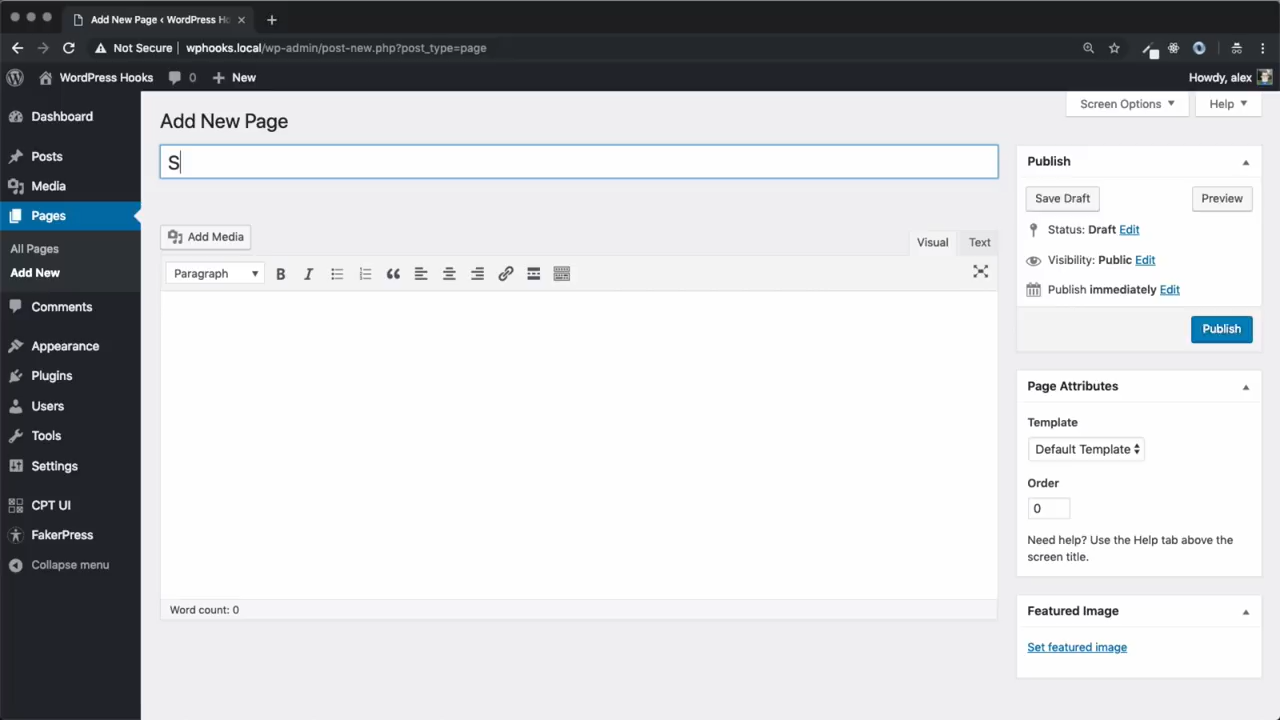 Add New Page ‹ WordPress Ho
Not Secure wphooks.local/wp-admin/post-new.php?post_type=page
WordPress Hooks 0 New Howdy, alex
Dashboard
Posts
Media
Pages
All Pages
Add New
Comments
Appearance
Plugins
Users
Tools
Settings
CPT UI
FakerPress
Collapse menu
Screen Options Help
Add New Page
S
Add Media
Visual Text
Paragraph B I
Word count: 0
Publish
Save Draft Preview
Status: Draft Edit
Visibility: Public Edit
Publish immediately Edit
Publish
Page Attributes
Template
Default Template
Order
0
Need help? Use the Help tab above the
screen title.
Featured Image
Set featured image